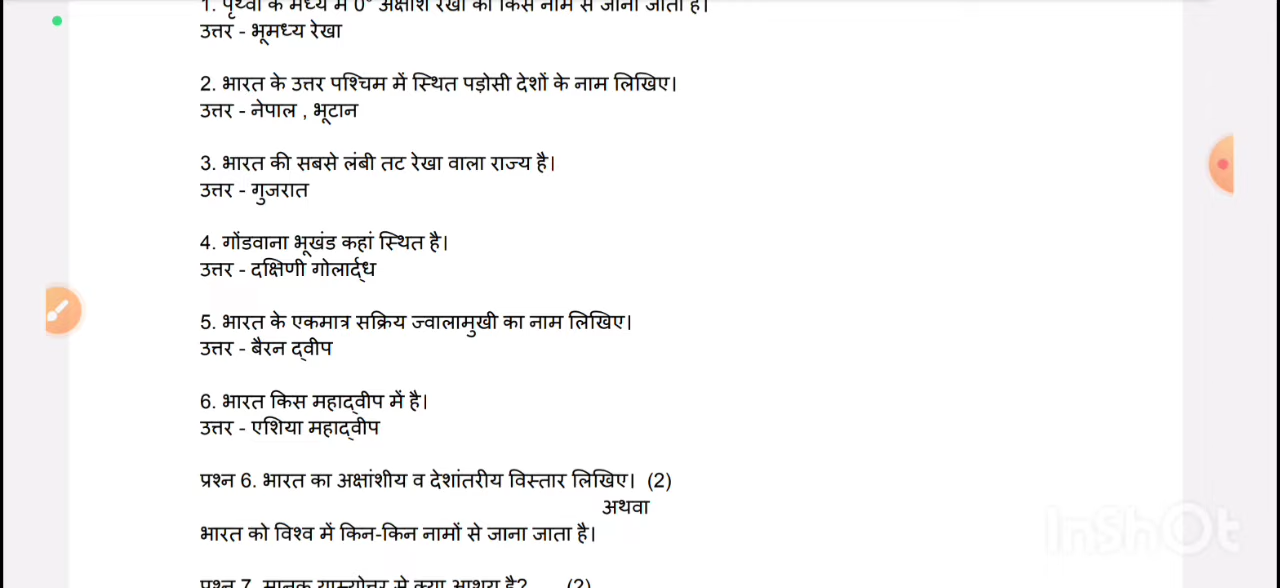 1. पृथ्वी के मध्य में 0° अक्षांश रेखा को किस नाम से जाना जाता है।
उत्तर - भूमध्य रेखा
2. भारत के उत्तर पश्चिम में स्थित पड़ोसी देशों के नाम लिखिए।
उत्तर - नेपाल , भूटान
3. भारत की सबसे लंबी तट रेखा वाला राज्य है।
उत्तर - गुजरात
4. गोंडवाना भूखंड कहां स्थित है।
उत्तर - दक्षिणी गोलार्द्ध
5. भारत के एकमात्र सक्रिय ज्वालामुखी का नाम लिखिए।
उत्तर - बैरन द्वीप
6. भारत किस महाद्वीप में है।
उत्तर - एशिया महाद्वीप
प्रश्न 6. भारत का अक्षांशीय व देशांतरीय विस्तार लिखिए। (2)
अथवा
भारत को विश्व में किन-किन नामों से जाना जाता है।
InShOt
प्रश्न 7. मानक याम्योत्तर से क्या आशय है? (2)